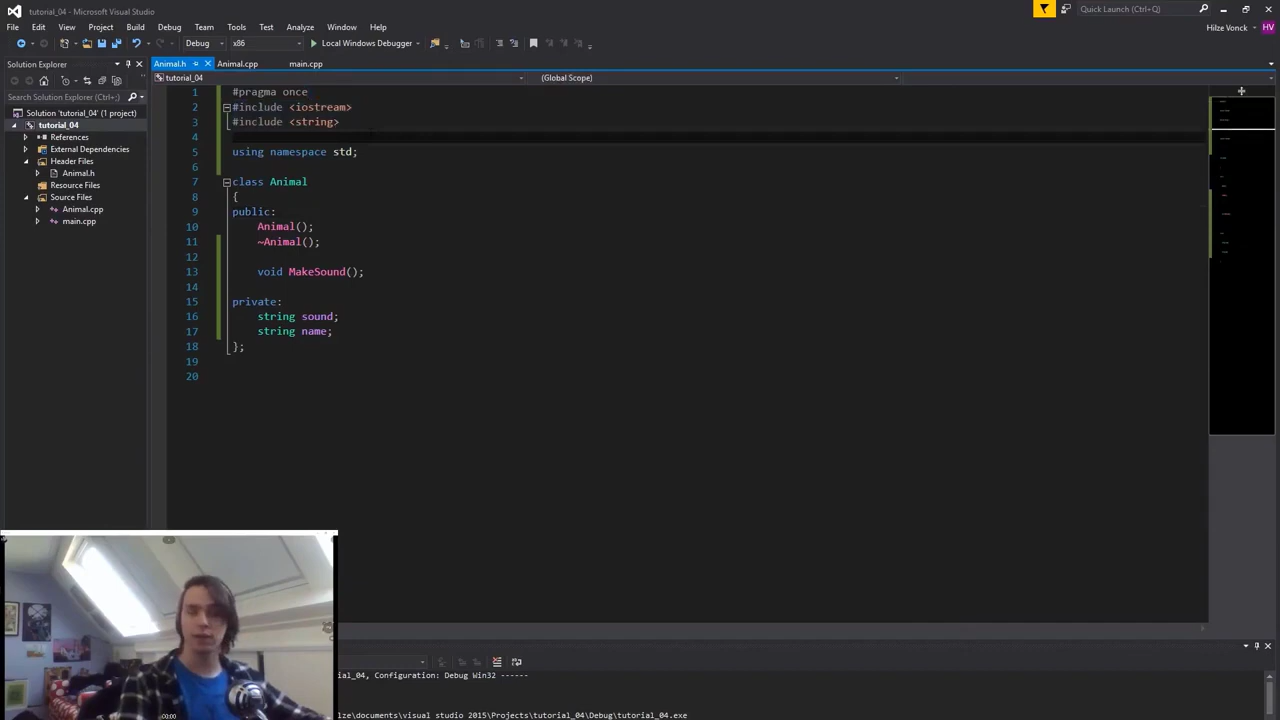 tutorial_04 - Microsoft Visual Studio
Quick Launch (Ctrl+Q)
File Edit View Project Build Debug Team Tools Test Analyze Window Help
Hilze Vonck HV
Debug x86 Local Windows Debugger
Solution Explorer
Animal.h Animal.cpp main.cpp
tutorial_04 (Global Scope)
Search Solution Explorer (Ctrl+;)
Solution 'tutorial_04' (1 project)
tutorial_04
References
External Dependencies
Header Files
Animal.h
Resource Files
Source Files
Animal.cpp
main.cpp
1 #pragma once
2 #include <iostream>
3 #include <string>
4
5 using namespace std;
6
7 class Animal
8 {
9 public:
10 Animal();
11 ~Animal();
12
13 void MakeSound();
14
15 private:
16 string sound;
17 string name;
18 };
19
20
ial_04, Configuration: Debug Win32 ------
lze\documents\visual studio 2015\Projects\tutorial_04\Debug\tutorial_04.exe